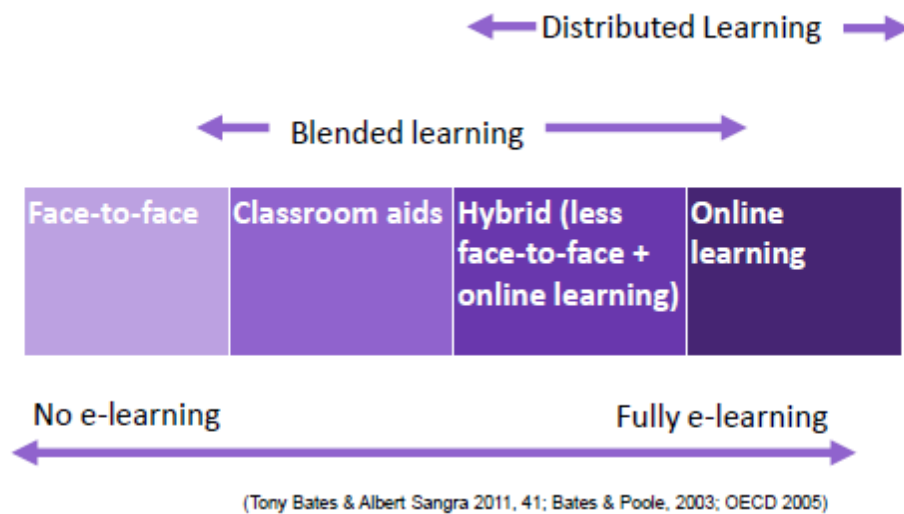 Distributed Learning
Blended learning
Face-to-face
Classroom aids
Hybrid (less
face-to-face +
online learning)
Online
learning
No e-learning
Fully e-learning
(Tony Bates & Albert Sangra 2011, 41; Bates & Poole, 2003; OECD 2005)